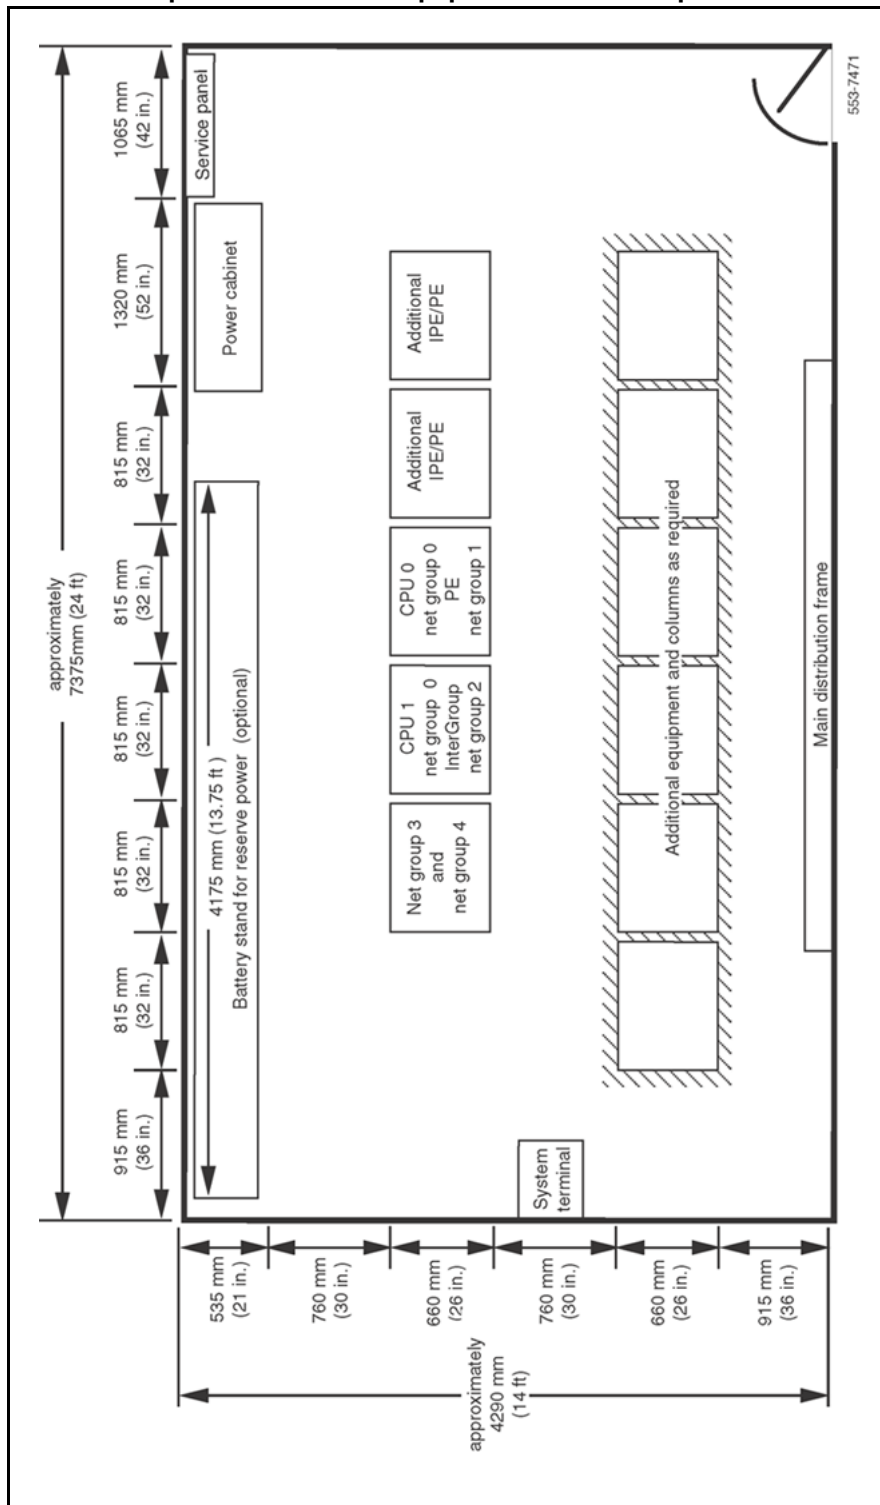 approximately
7375mm (24 ft)
915 mm
(36 in.)
815 mm
(32 in.)
815 mm
(32 in.)
815 mm
(32 in.)
815 mm
(32 in.)
815 mm
(32 in.)
1320 mm
(52 in.)
1065 mm
(42 in.)
4175 mm (13.75 ft )
Battery stand for reserve power (optional)
Power cabinet
Service panel
Net group 3
and
net group 4
CPU 1
net group 0
InterGroup
net group 2
CPU 0
net group 0
PE
net group 1
Additional
IPE/PE
Additional
IPE/PE
System
terminal
Additional equipment and columns as required
Main distribution frame
535 mm
(21 in.)
760 mm
(30 in.)
660 mm
(26 in.)
760 mm
(30 in.)
660 mm
(26 in.)
915 mm
(36 in.)
approximately
4290 mm
(14 ft)
553-7471